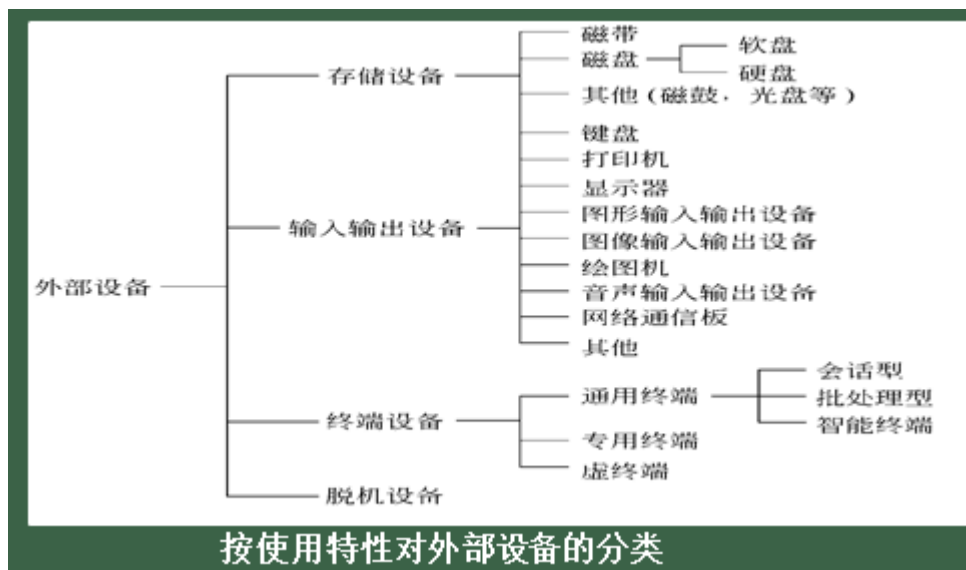 磁带
磁盘
软盘
硬盘
存储设备
其他(磁鼓.光盘等)
键盘
打印机
显示器
图形输入输出设备
输入输出设备
图像输入输出设备
绘图机
外部设备
音声输入输出设备
网络通信板
其他
会话型
通用终端
批处理型
智能终端
终端设备
专用终端
虚终端
脱机设备
按使用特性对外部设备的分类